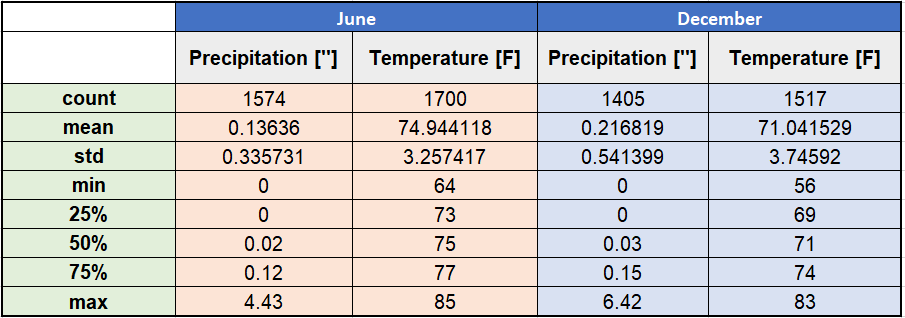 June December
Precipitation ["] Temperature [F] Precipitation ["] Temperature [F]
count 1574 1700 1405 1517
mean 0.13636 74.944118 0.216819 71.041529
std 0.335731 3.257417 0.541399 3.74592
min 0 64 0 56
25% 0 73 0 69
50% 0.02 75 0.03 71
75% 0.12 77 0.15 74
max 4.43 85 6.42 83